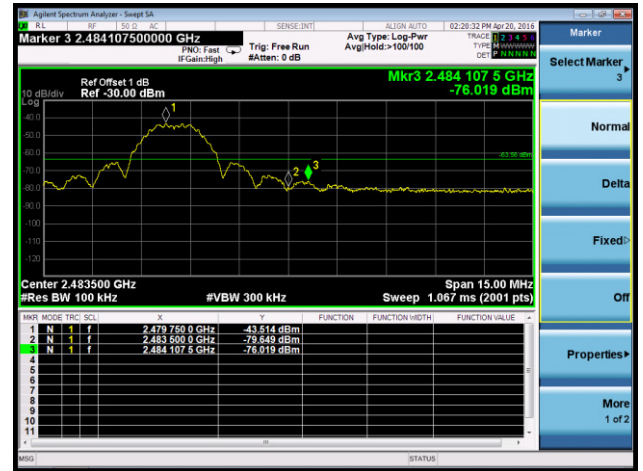 Agilent Spectrum Analyzer - Swept SA
RL RF 50 Ω AC SENSE:INT ALIGN AUTO 02:28:32 PM Apr 20, 2016
Marker 3 2.484107500000 GHz
Avg Type: Log-Pwr
TRACE 1 2 3 4 5 6
PNO: Fast Trig: Free Run Avg|Hold:>100/100 TYPE M WWWWW
IFGain:High #Atten: 0 dB DET P N N N N N
Marker
Select Marker
3
Normal
Delta
Fixed
Off
Properties
More
1 of 2
Mkr3 2.484 107 5 GHz
-76.019 dBm
Ref Offset 1 dB
10 dB/div Ref -30.00 dBm
Log
-40.0
-50.0
-60.0
-70.0
-80.0
-90.0
-100
-110
-120
1
2
3
-63.56 dBm
Center 2.483500 GHz Span 15.00 MHz
#Res BW 100 kHz #VBW 300 kHz Sweep 1.067 ms (2001 pts)
MKR MODE TRC SCL X Y FUNCTION FUNCTION WIDTH FUNCTION VALUE
1 N 1 f 2.479 750 0 GHz -43.514 dBm
2 N 1 f 2.483 500 0 GHz -79.649 dBm
3 N 1 f 2.484 107 5 GHz -76.019 dBm
4
5
6
7
8
9
10
11
MSG STATUS